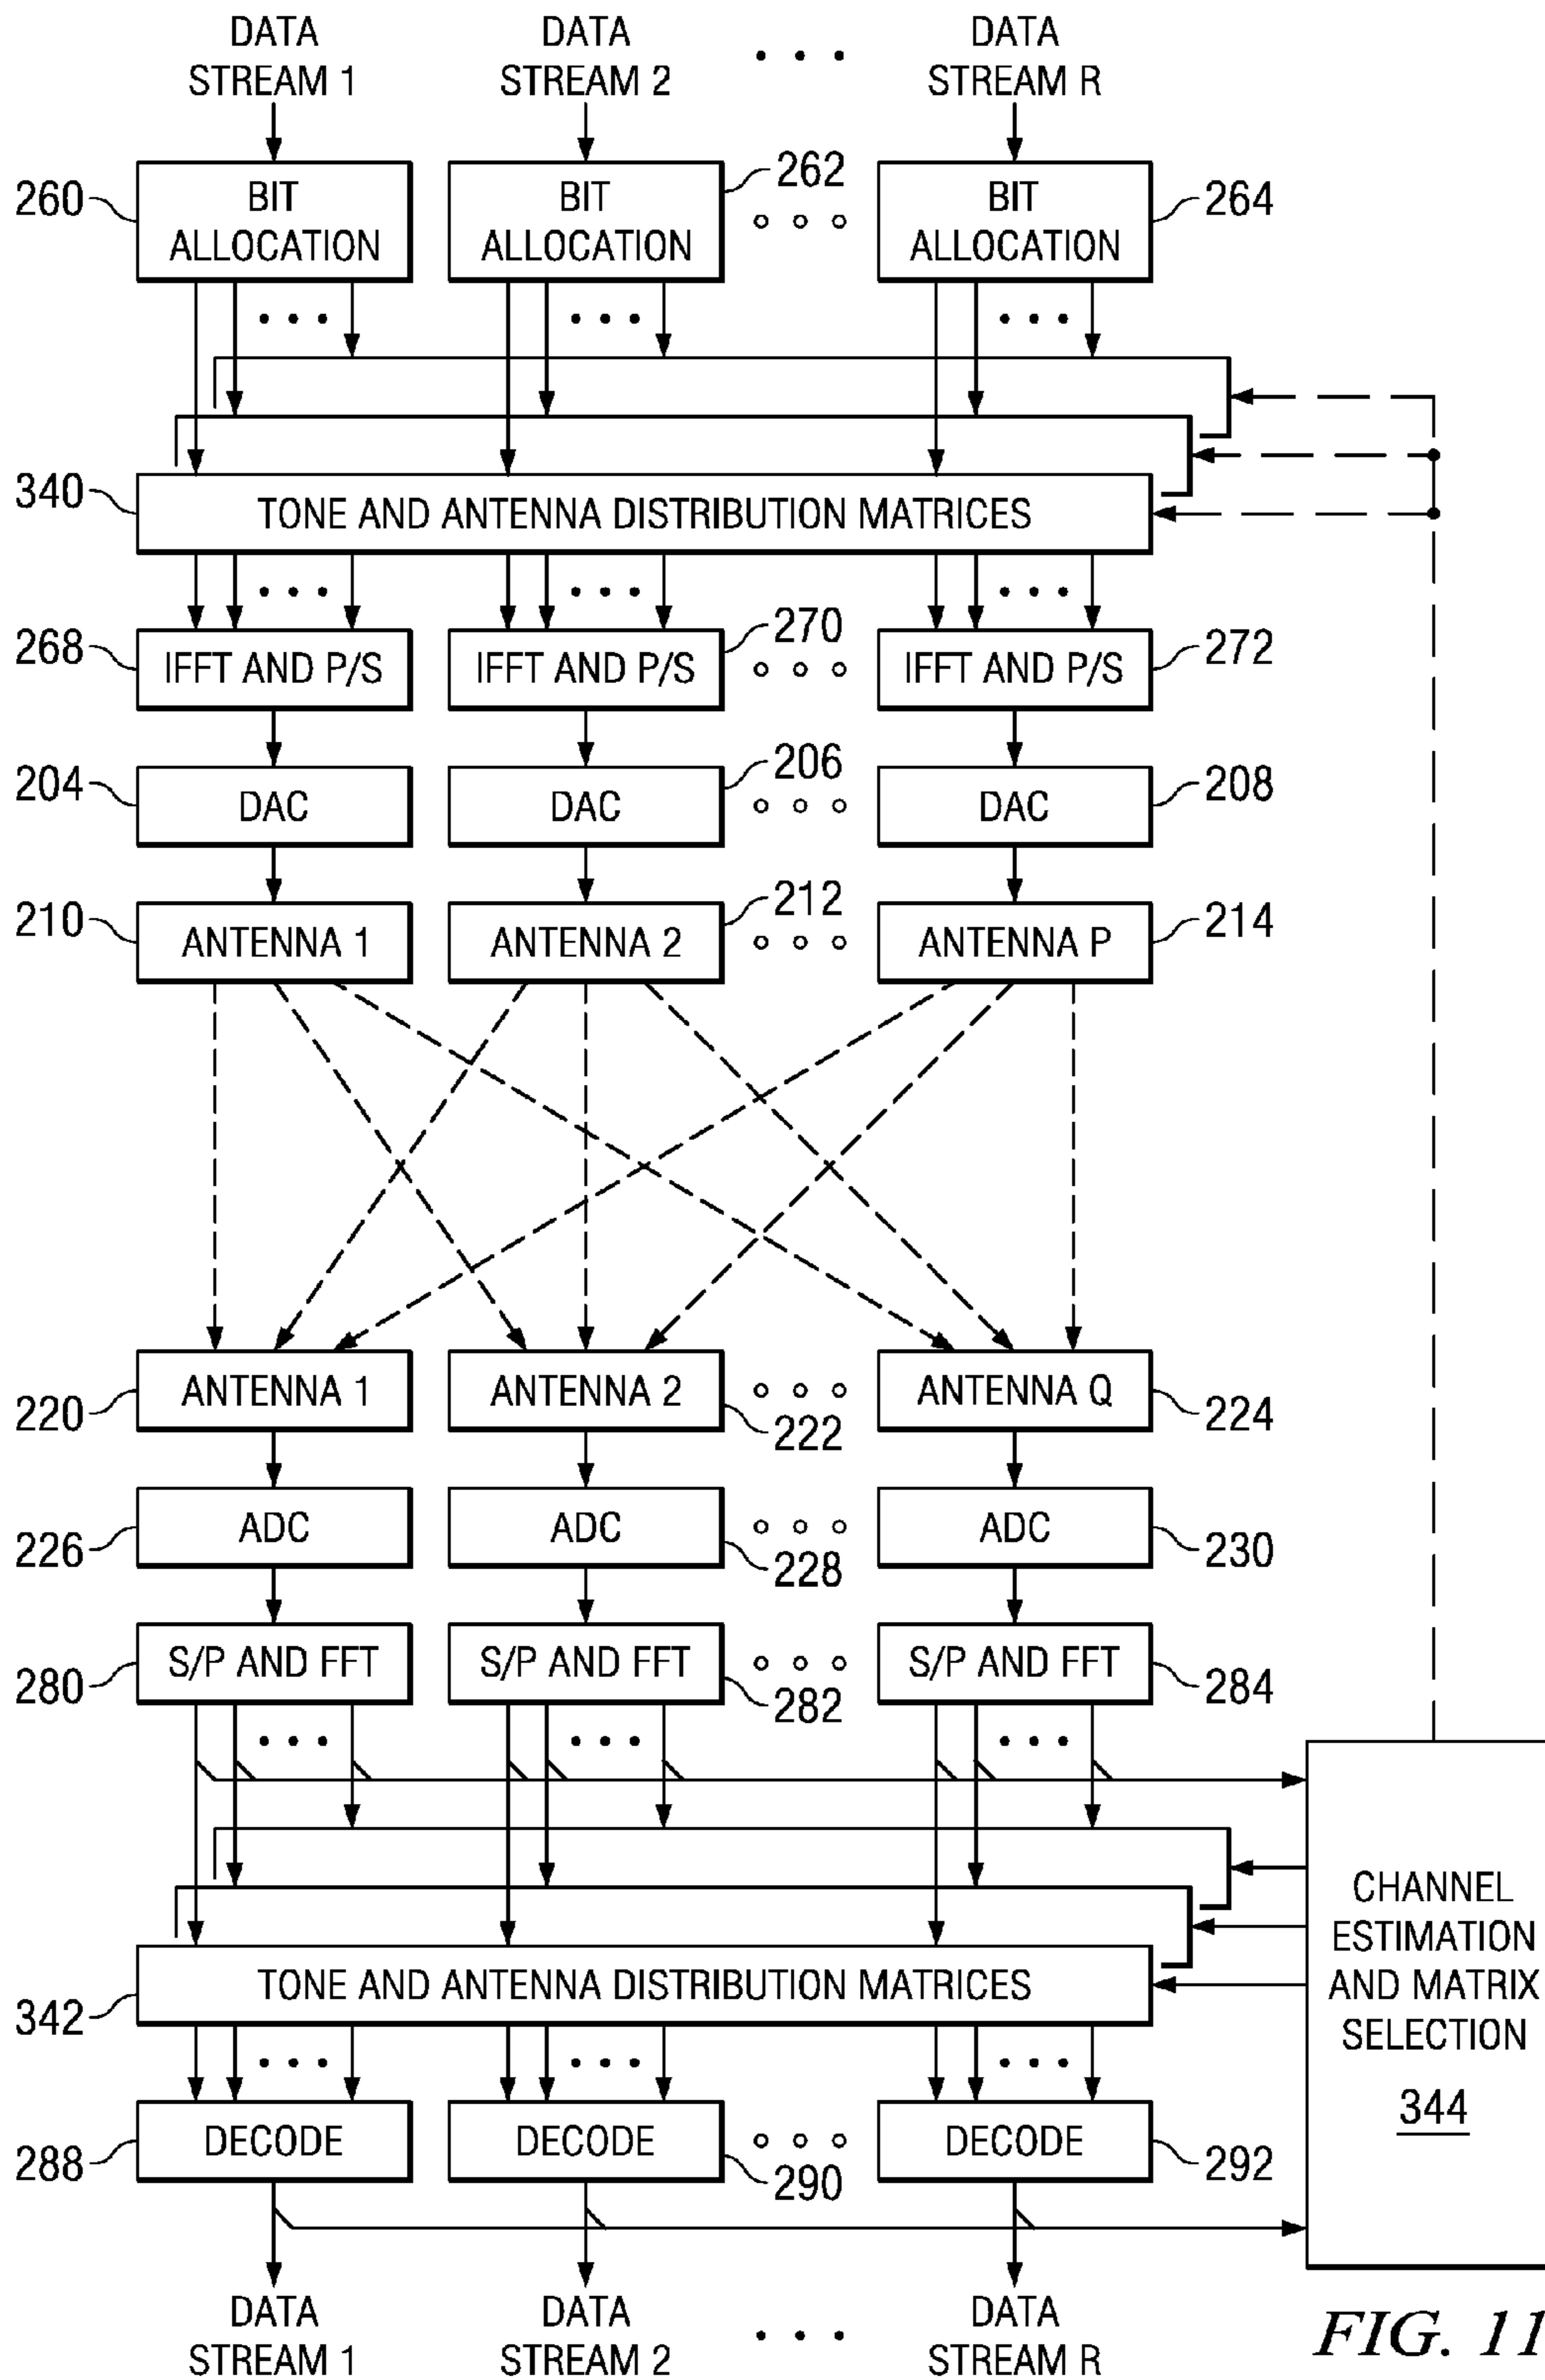 DATA STREAM 1
DATA STREAM 2
• • •
DATA STREAM R
260
BIT ALLOCATION
BIT ALLOCATION
262
BIT ALLOCATION
264
340
TONE AND ANTENNA DISTRIBUTION MATRICES
268
IFFT AND P/S
IFFT AND P/S
270
IFFT AND P/S
272
204
DAC
DAC
206
DAC
208
210
ANTENNA 1
ANTENNA 2
212
ANTENNA P
214
220
ANTENNA 1
ANTENNA 2
222
ANTENNA Q
224
226
ADC
ADC
228
ADC
230
280
S/P AND FFT
S/P AND FFT
282
S/P AND FFT
284
CHANNEL
ESTIMATION
AND MATRIX
SELECTION
344
342
TONE AND ANTENNA DISTRIBUTION MATRICES
288
DECODE
DECODE
290
DECODE
292
DATA STREAM 1
DATA STREAM 2
• • •
DATA STREAM R
FIG. 11